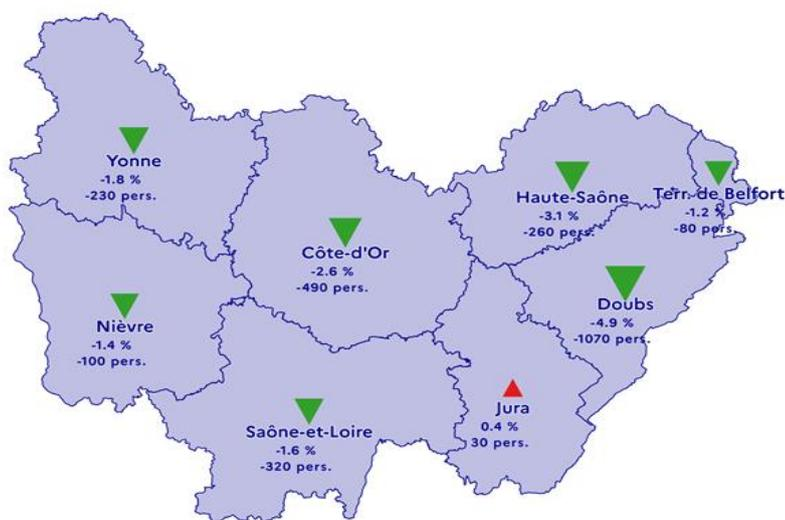 Yonne
-1.8 %
-230 pers.
Haute-Saône
-3.1 %
-260 pers.
Terr. de Belfort
-1.2 %
-80 pers.
Côte-d'Or
-2.6 %
-490 pers.
Doubs
-4.9 %
-1070 pers.
Nièvre
-1.4 %
-100 pers.
Jura
0.4 %
30 pers.
Saône-et-Loire
-1.6 %
-320 pers.